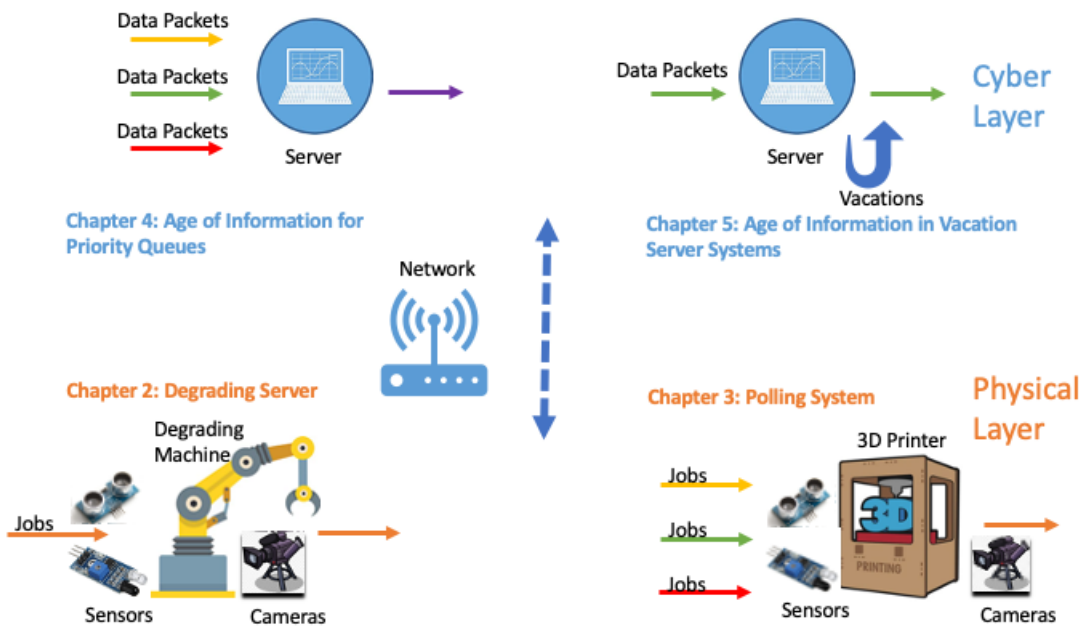 Data Packets
Data Packets
Data Packets
Server
Chapter 4: Age of Information for
Priority Queues
Data Packets
Server
Vacations
Cyber
Layer
Chapter 5: Age of Information in Vacation
Server Systems
Network
Chapter 2: Degrading Server
Degrading
Machine
Jobs
Sensors
Cameras
Chapter 3: Polling System
Physical
Layer
3D Printer
Jobs
Jobs
Jobs
3D
PRINTING
Sensors
Cameras